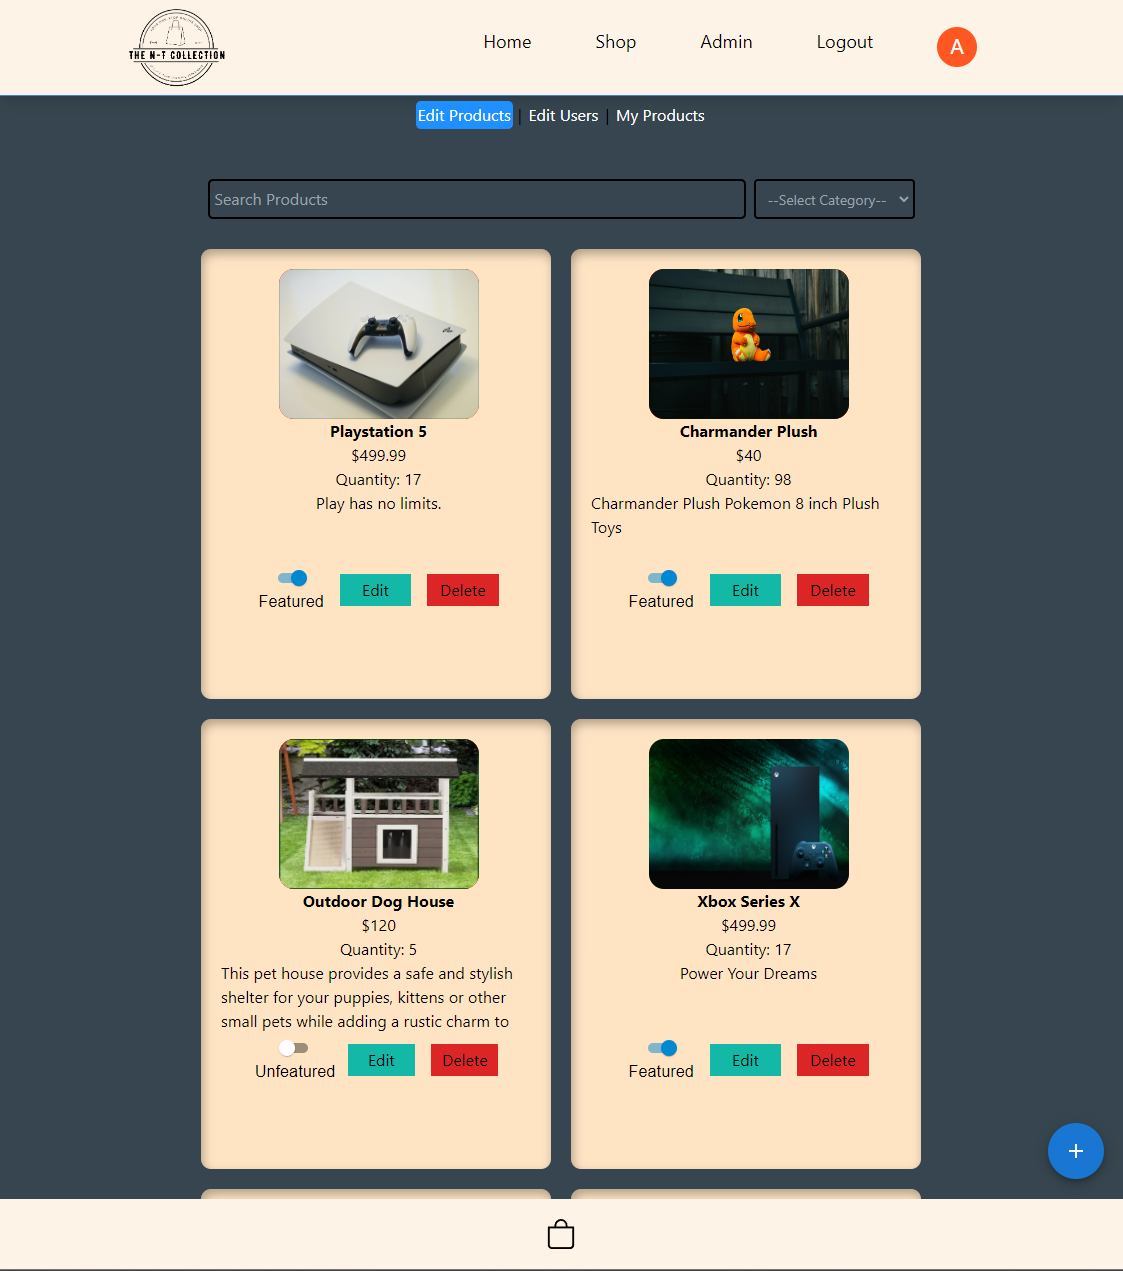 THE N-T COLLECTION
Home
Shop
Admin
Logout
A
Edit Products | Edit Users | My Products
Search Products
--Select Category--
Playstation 5
$499.99
Quantity: 17
Play has no limits.
Featured
Edit
Delete
Charmander Plush
$40
Quantity: 98
Charmander Plush Pokemon 8 inch Plush
Toys
Featured
Edit
Delete
Outdoor Dog House
$120
Quantity: 5
This pet house provides a safe and stylish
shelter for your puppies, kittens or other
small pets while adding a rustic charm to
Unfeatured
Edit
Delete
Xbox Series X
$499.99
Quantity: 17
Power Your Dreams
Featured
Edit
Delete
+